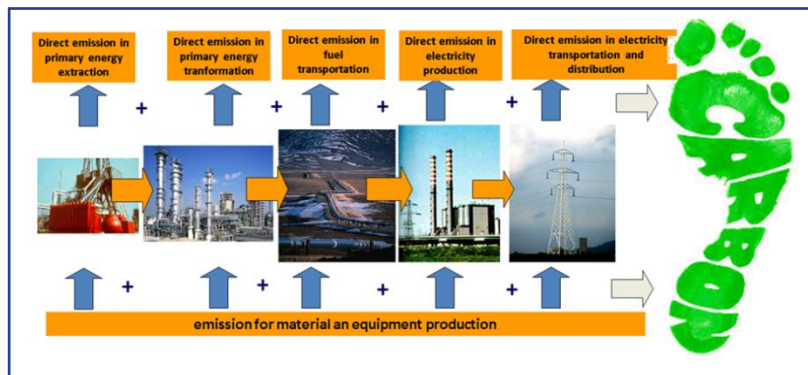 Direct emission in
primary energy
extraction
Direct emission in
primary energy
tranformation
Direct emission in
fuel
transportation
Direct emission in
electricity
production
Direct emission in electricity
transportation and
distribution
+ + + +
+ + + +
emission for material an equipment production
CARBON